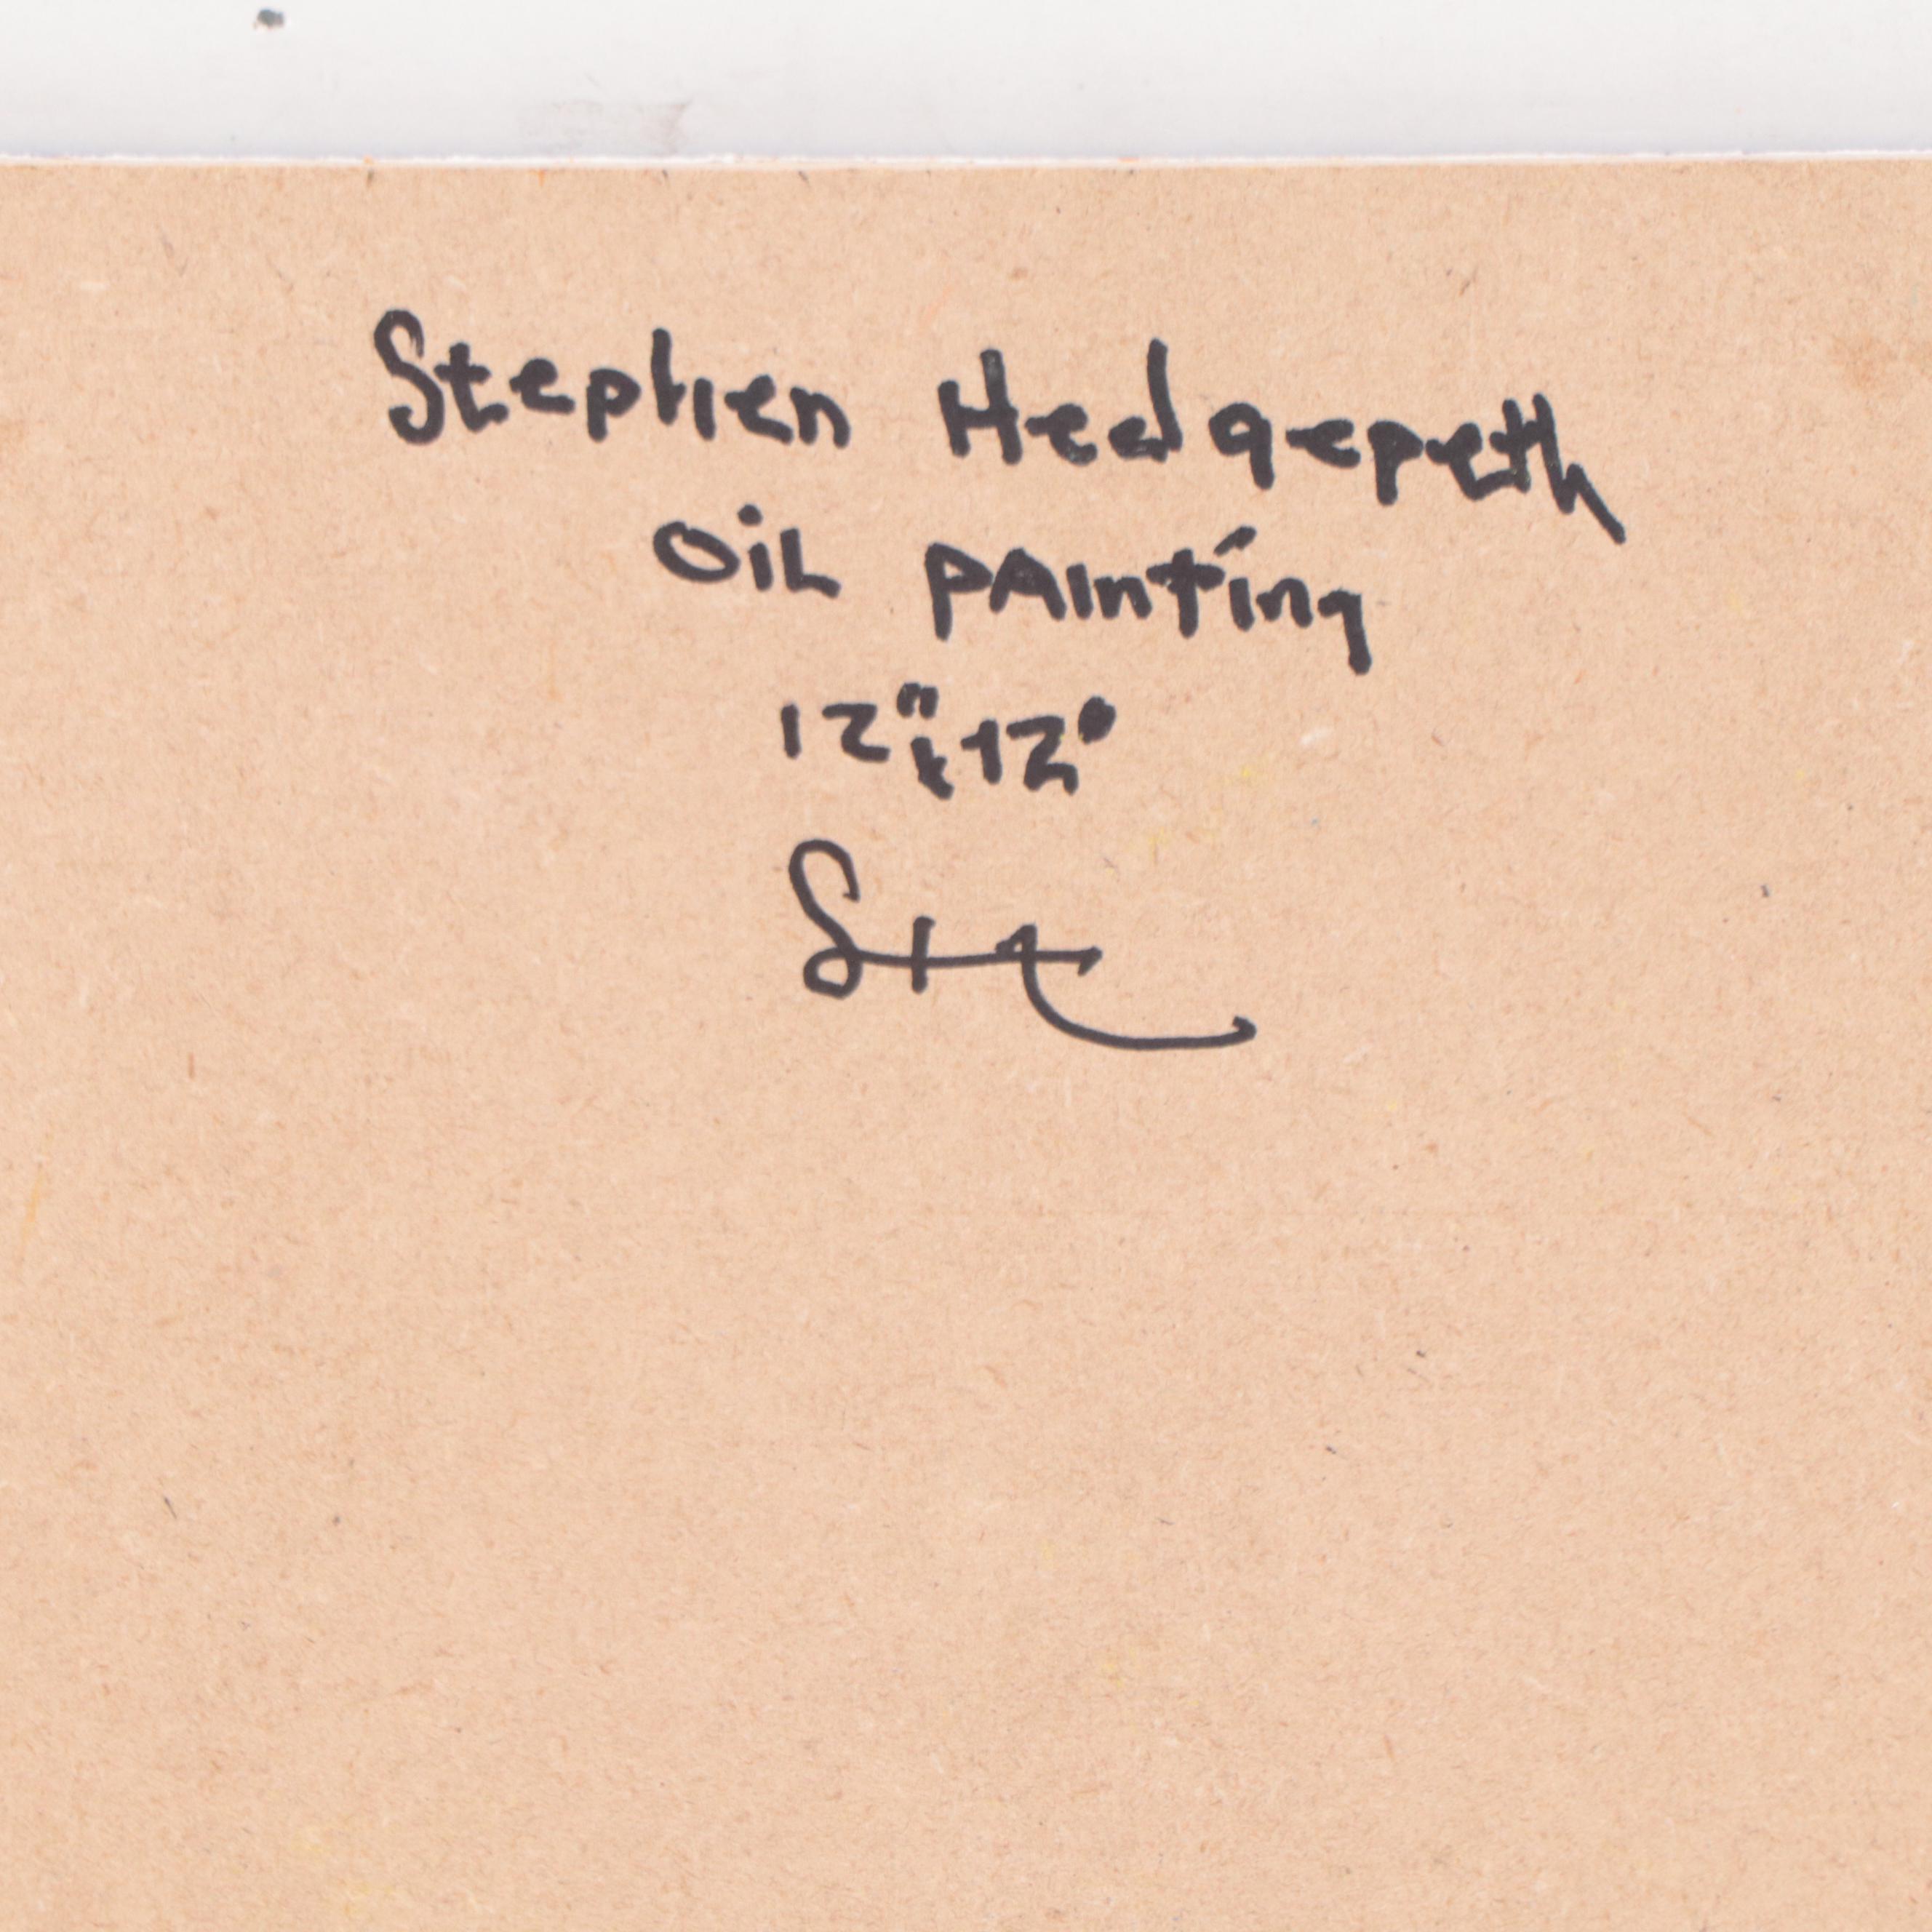 Stephen Hedgepeth
Oil PAinting
12"x12"